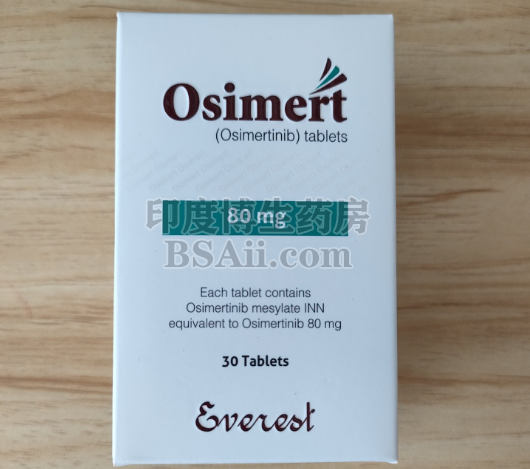 Osimert
(Osimertinib) tablets
印度博生药房
80 mg
BSAii.com
Each tablet contains
Osimertinib mesylate INN
equivalent to Osimertinib 80 mg
30 Tablets
Everest